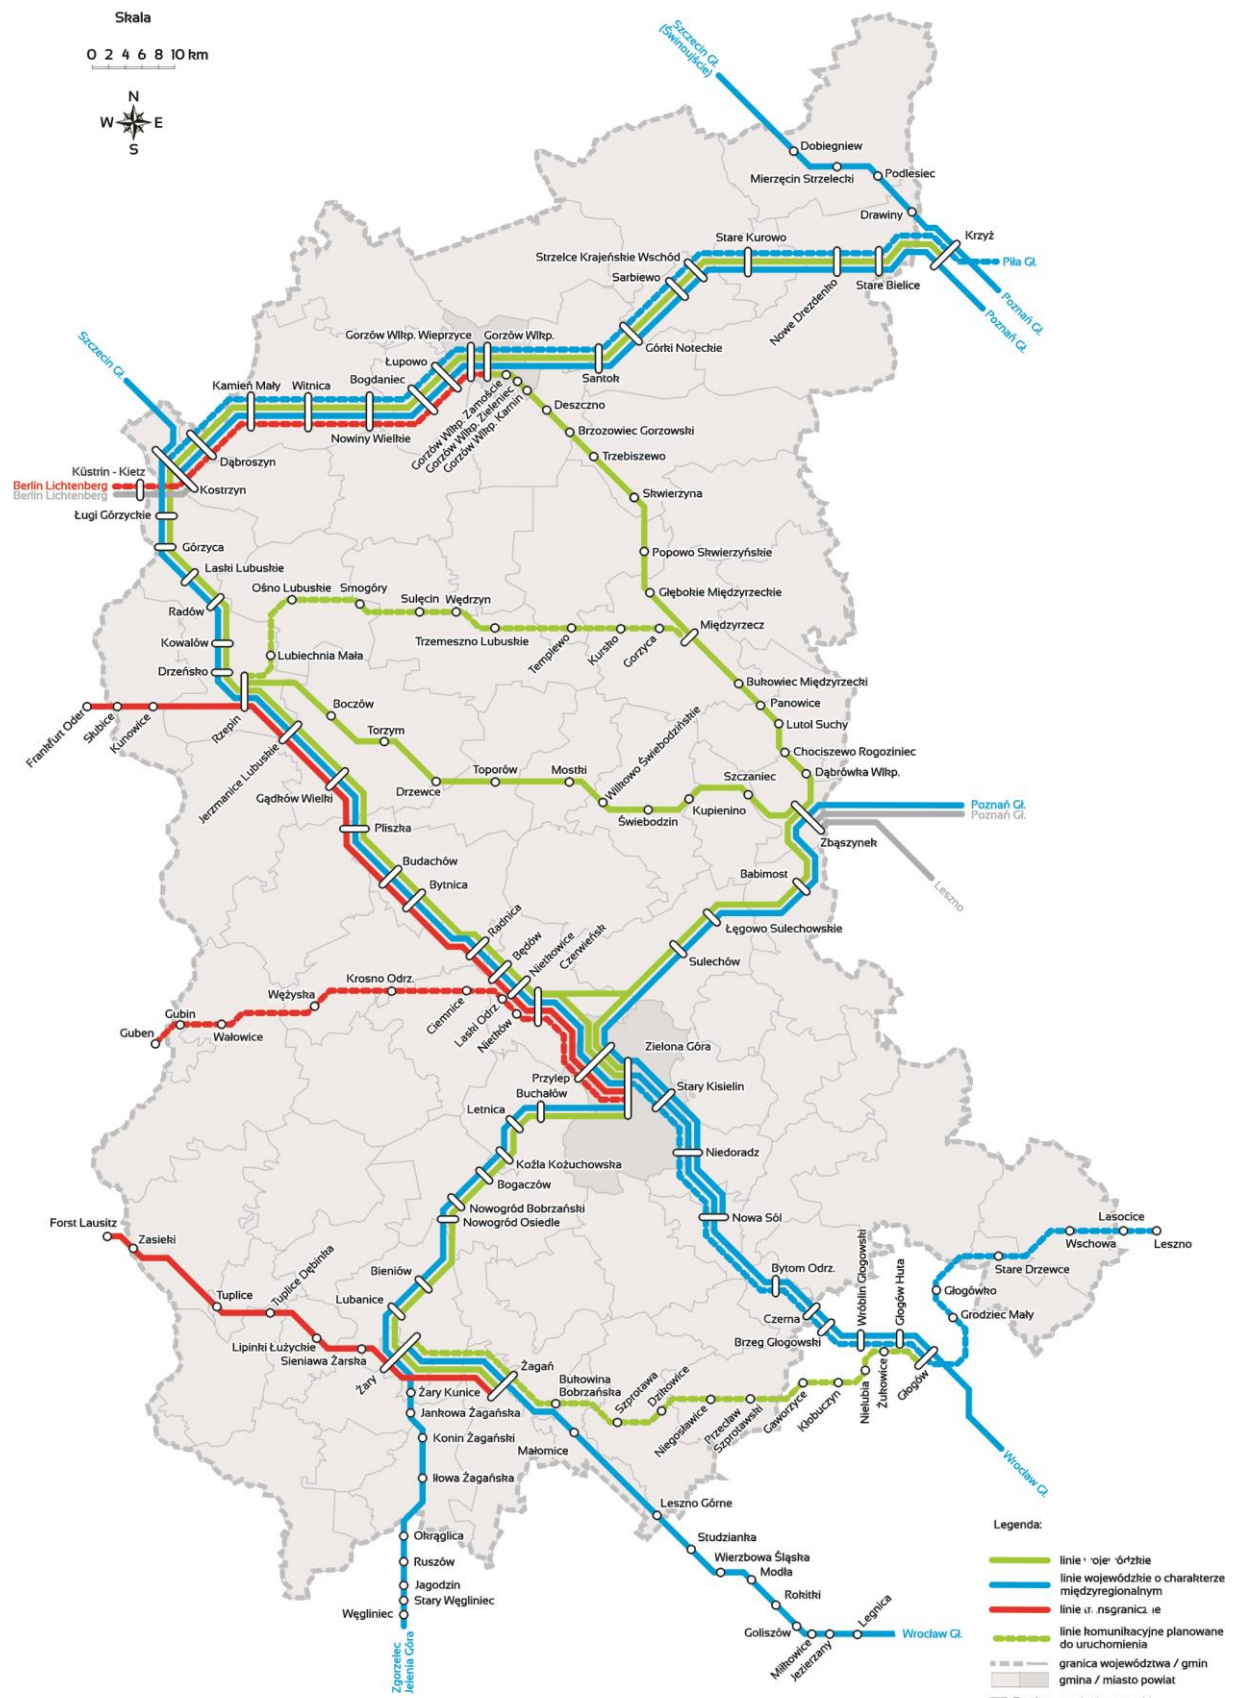 Skala
0 2 4 6 8 10 km
N
W E
S
Szczecin Gł.
(Świnoujście)
Dobiegniew
Mierzęcin Strzelecki
Podlesiec
Drawiny
Krzyż
Piła Gł.
Poznań Gł.
Poznań Gł.
Stare Kurowo
Strzelce Krajeńskie Wschód
Sarbiewo
Nowe Drezdenko
Stare Bielice
Górki Noteckie
Santok
Gorzów Wlkp. Wieprzyce
Gorzów Wlkp.
Łupowo
Bogdaniec
Witnica
Kamień Mały
Nowiny Wielkie
Szczecin Gł.
Dąbroszyn
Kostrzyn
Küstrin - Kietz
Berlin Lichtenberg
Berlin Lichtenberg
Gorzów Wlkp. Zamoście
Gorzów Wlkp. Zieleniec
Gorzów Wlkp. Karnin
Deszczno
Brzozowiec Gorzowski
Trzebiszewo
Skwierzyna
Popowo Skwierzyńskie
Głębokie Międzyrzeckie
Międzyrzecz
Ługi Górzyckie
Górzyca
Laski Lubuskie
Radów
Kowalów
Drzeńsko
Ośno Lubuskie
Smogóry
Sulęcin
Wędrzyn
Trzemeszno Lubuskie
Templewo
Kursko
Gorzyca
Lubiechnia Mała
Bukowiec Międzyrzecki
Panowice
Lutol Suchy
Chociszewo Rogoziniec
Dąbrówka Wlkp.
Frankfurt Oder
Słubice
Kunowice
Rzepin
Boczów
Torzym
Drzewce
Toporów
Mostki
Wilkowo Świebodzińskie
Świebodzin
Kupienino
Szczaniec
Zbąszynek
Poznań Gł.
Poznań Gł.
Leszno
Jerzmanice Lubuskie
Gądków Wielki
Pliszka
Budachów
Bytnica
Radnica
Będów
Nietkowice
Czerwieńsk
Babimost
Łęgowo Sulechowskie
Sulechów
Guben
Gubin
Wałowice
Wężyska
Krosno Odrz.
Ciemnice
Laski Odrz.
Nietków
Przylep
Zielona Góra
Stary Kisielin
Niedoradz
Nowa Sól
Bytom Odrz.
Czerna
Brzeg Głogowski
Wróblin Głogowski
Głogów Huta
Głogów
Buchałów
Letnica
Koźla Kożuchowska
Bogaczów
Nowogród Bobrzański
Nowogród Osiedle
Bieniów
Lubanice
Forst Lausitz
Zasieki
Tuplice
Tuplice Dębinka
Lipinki Łużyckie
Sieniawa Żarska
Żary
Żagań
Bukowina
Bobrzańska
Szprotawa
Dzikowice
Niegosławice
Przecław
Szprotawski
Gaworzyce
Kłobuczyn
Nielubia
Żukowice
Lasocice
Wschowa
Leszno
Stare Drzewce
Głogówko
Grodziec Mały
Wrocław Gł.
Żary Kunice
Jankowa Żagańska
Konin Żagański
Iłowa Żagańska
Okrąglica
Ruszów
Jagodzin
Stary Węgliniec
Węgliniec
Zgorzelec
Jelenia Góra
Małomice
Leszno Górne
Studzianka
Wierzbowa Śląska
Modła
Rokitki
Goliszów
Miłkowice
Jezierzany
Legnica
Wrocław Gł.
Legenda:
linie
linie wojewódzkie o charakterze
międzyregionalnym
linie
linie komunikacyjne planowane
do uruchomienia
granica województwa / gmin
gmina / miasto powiat